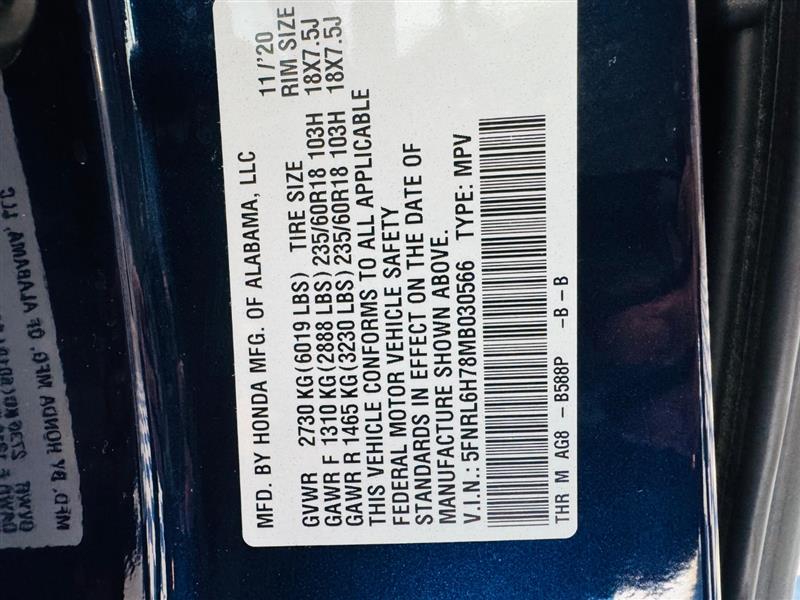 MFD. BY HONDA MFG. OF ALABAMA, LLC 11/'20
GVWR 2730 KG(6019 LBS) TIRE SIZE RIM SIZE
GAWR F 1310 KG(2888 LBS) 235/60R18 103H 18X7.5J
GAWR R 1465 KG(3230 LBS) 235/60R18 103H 18X7.5J
THIS VEHICLE CONFORMS TO ALL APPLICABLE
FEDERAL MOTOR VEHICLE SAFETY
STANDARDS IN EFFECT ON THE DATE OF
MANUFACTURE SHOWN ABOVE.
V.I.N.: 5FNRL6H78MB030566 TYPE: MPV
THR M AG8 - B588P -B-B